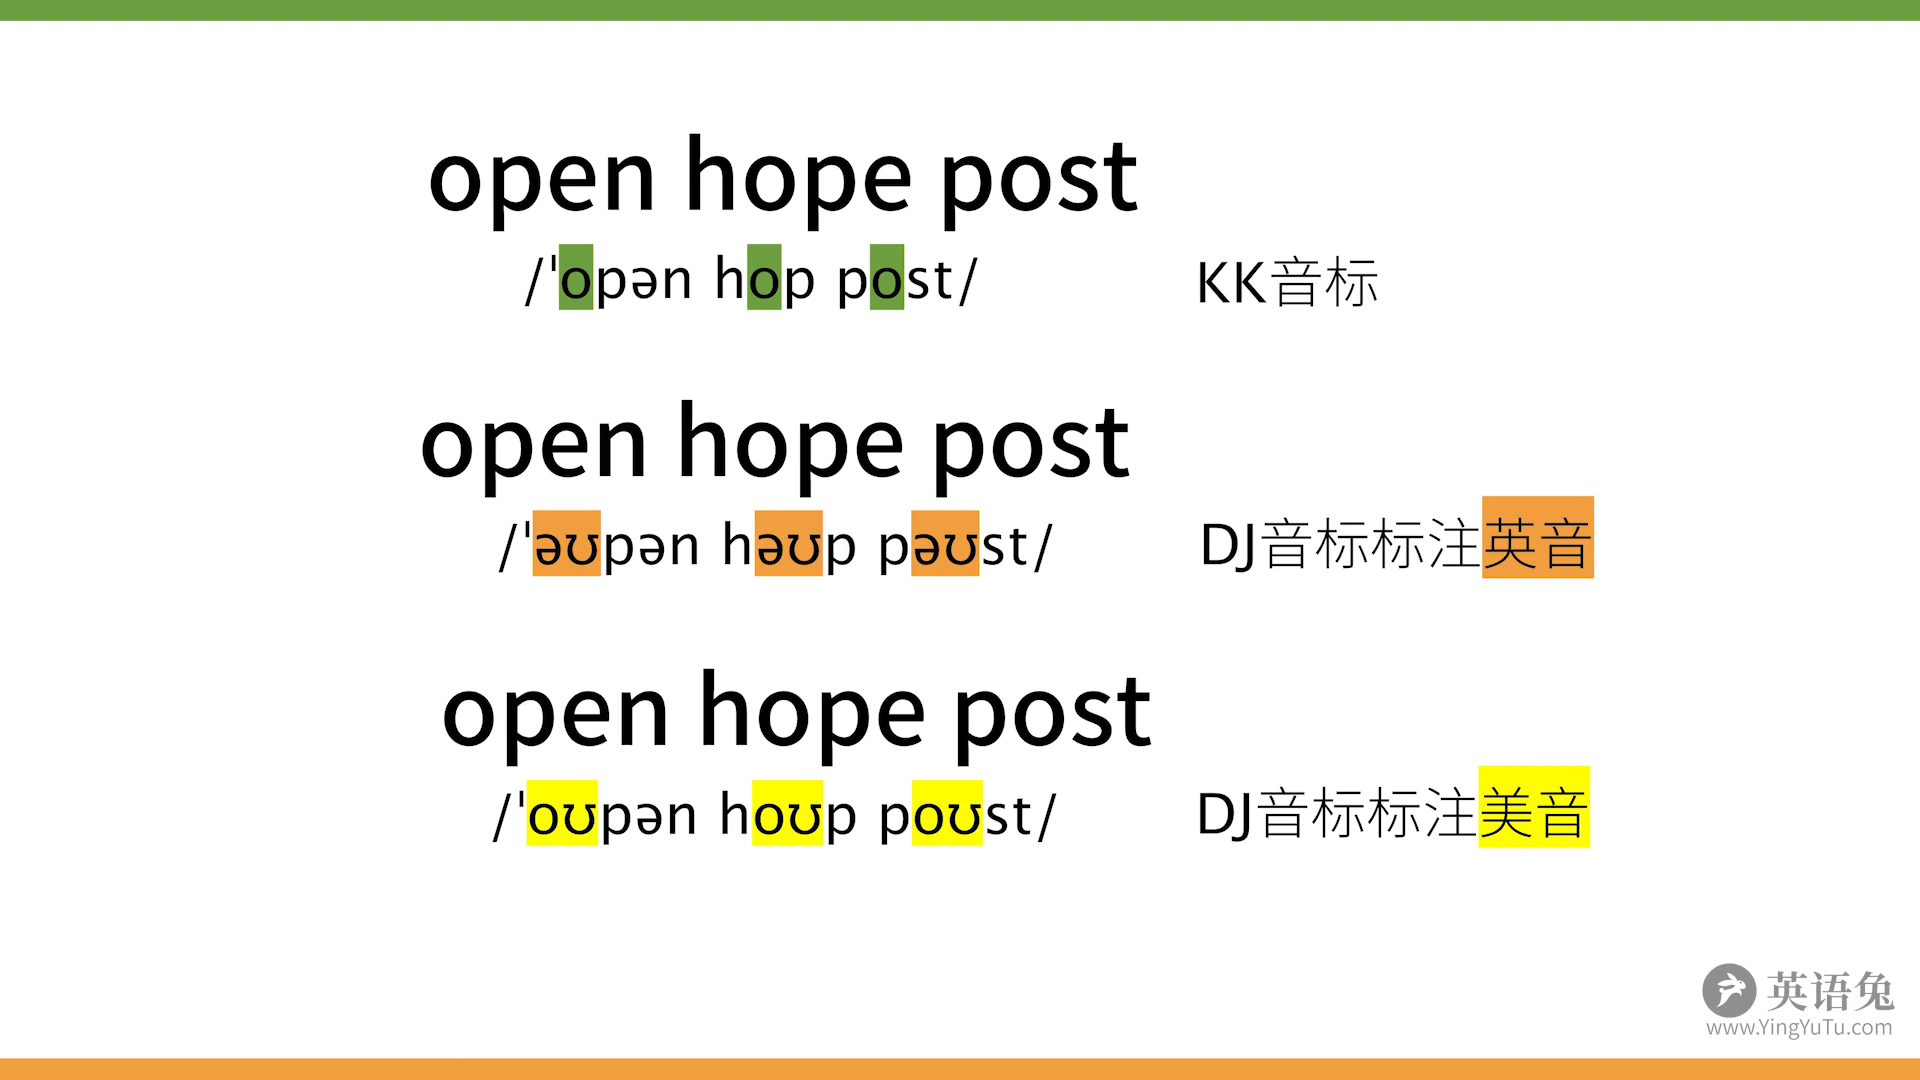 open hope post
/ˈopən hop post/ KK音标
open hope post
/ˈəʊpən həʊp pəʊst/ DJ音标标注英音
open hope post
/ˈoʊpən hoʊp poʊst/ DJ音标标注美音
英语兔
www.YingYuTu.com